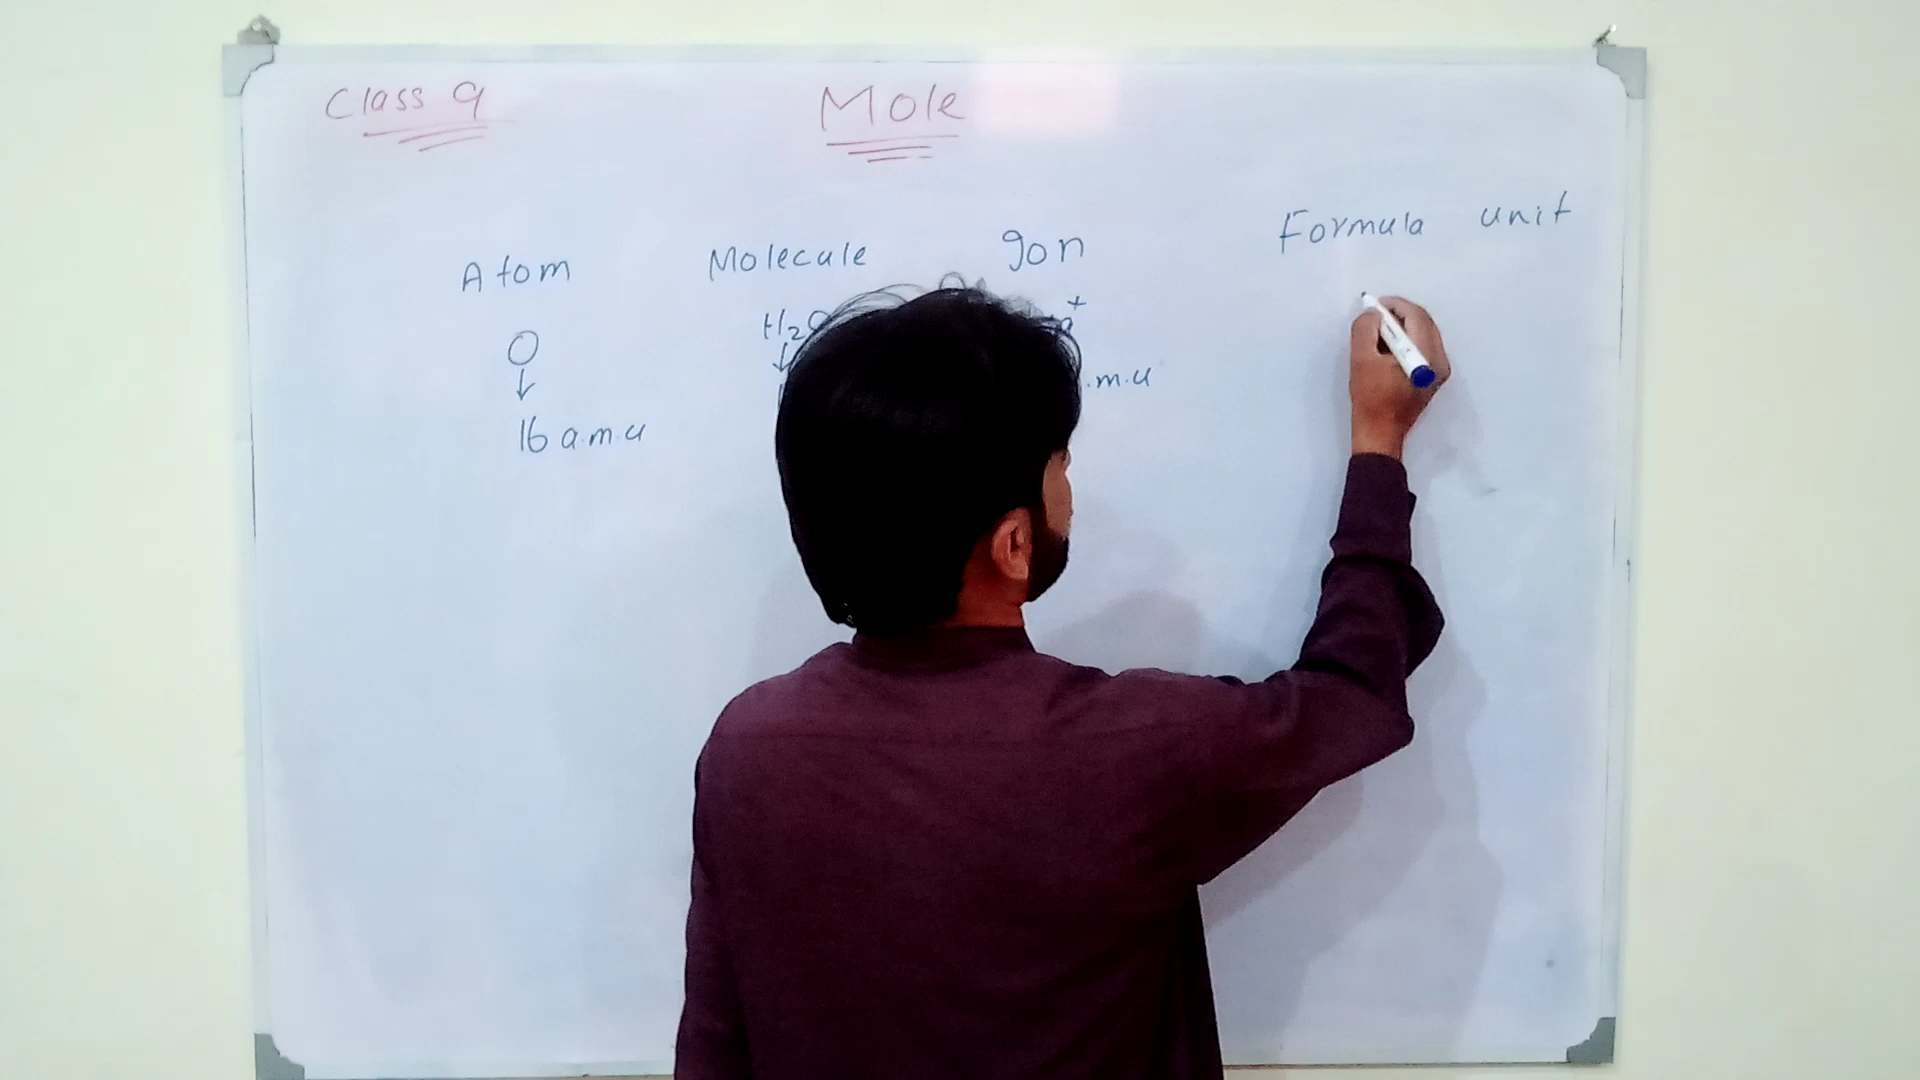 Class 9
Mole
Atom Molecule Ion Formula unit
O H2O +
↓ ↓
16 a.m.u .m.u